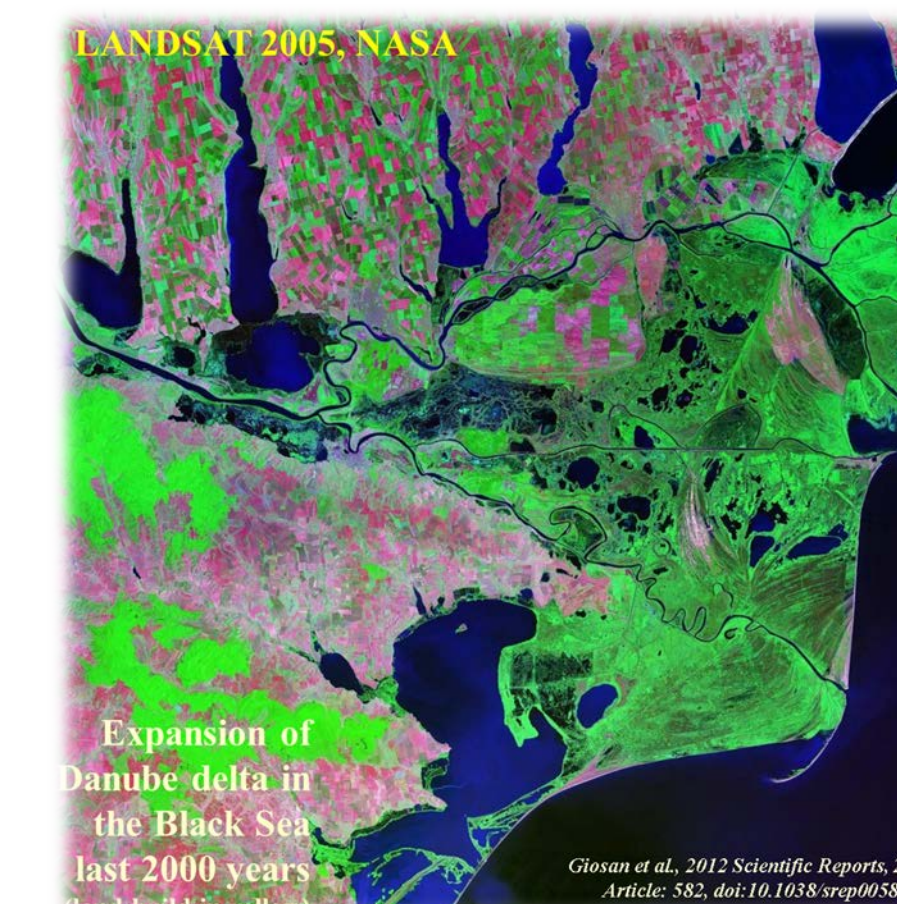 LANDSAT 2005, NASA
Expansion of
Danube delta in
the Black Sea
last 2000 years
Giosan et al., 2012 Scientific Reports, 2
Article: 582, doi:10.1038/srep0058